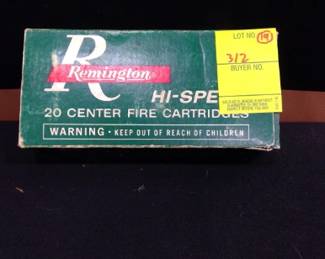 R
Remington
HI-SPE
20 CENTER FIRE CARTRIDGES
WARNING • KEEP OUT OF REACH OF CHILDREN
LOT NO. 19
312
BUYER NO.